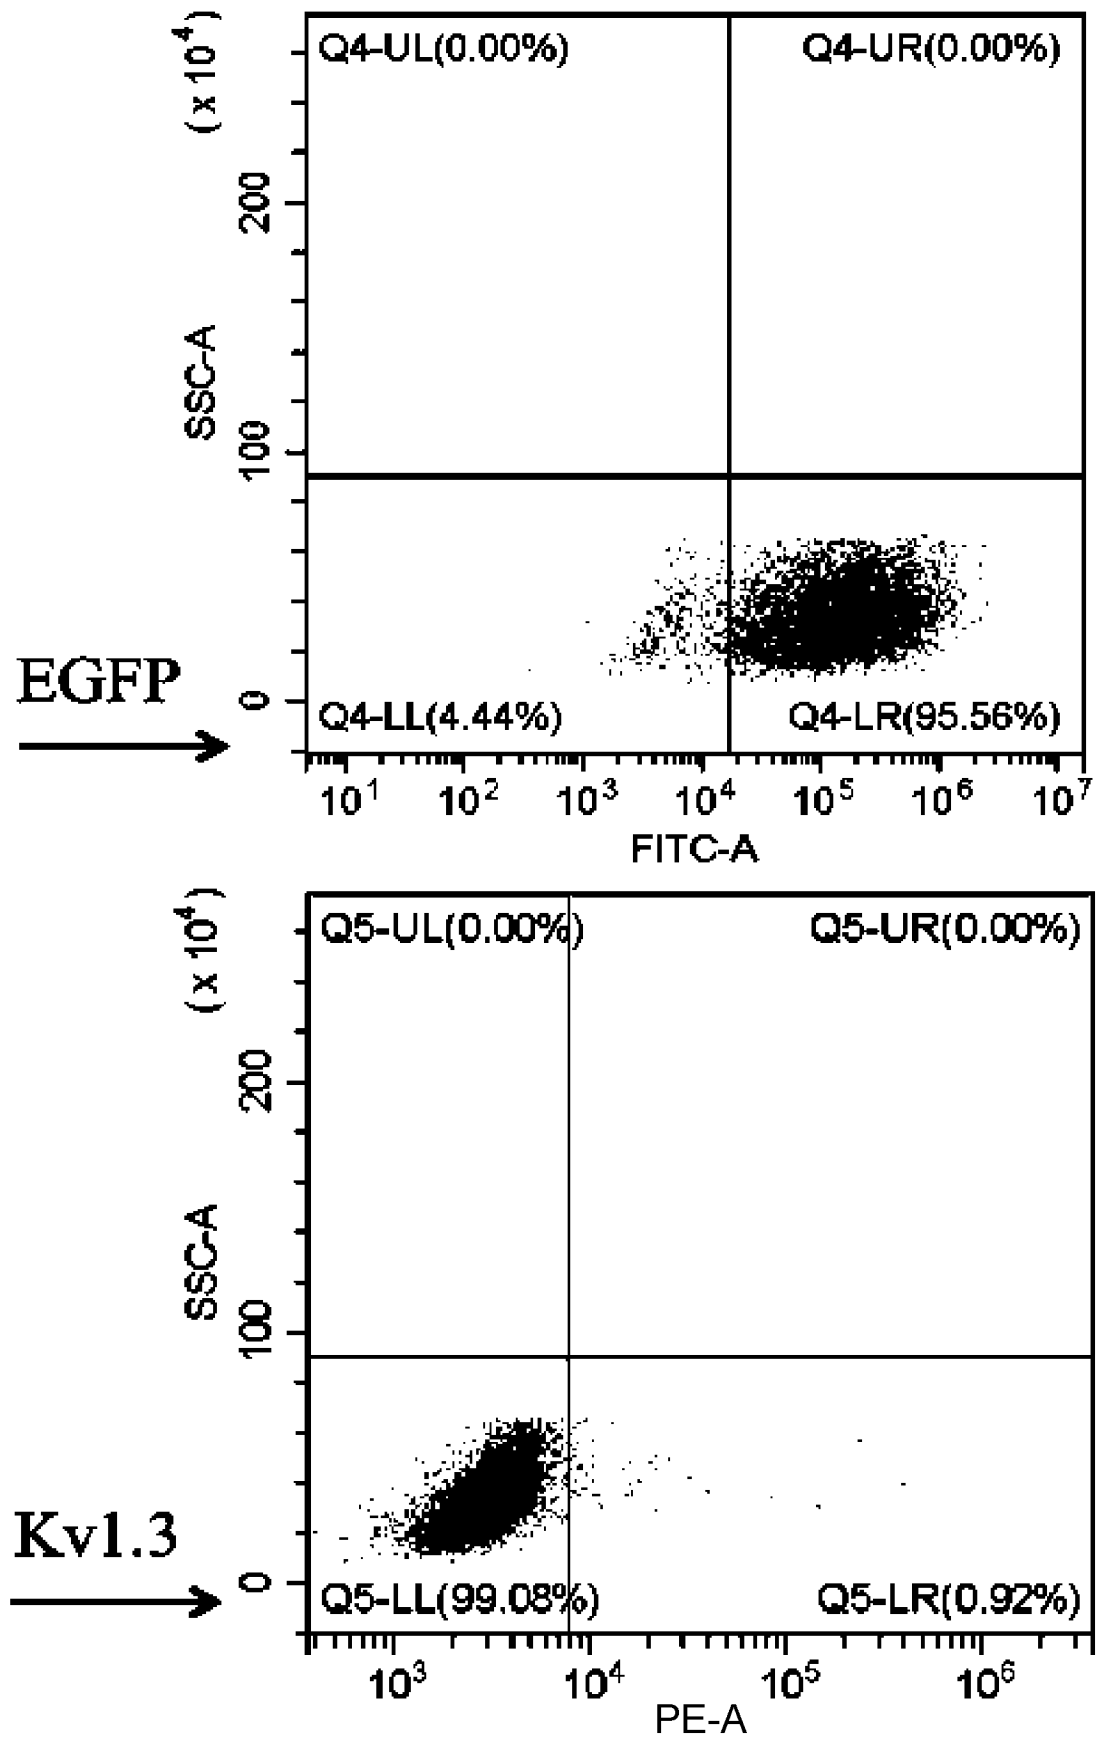 (x 10⁴)
Q4-UL(0.00%) Q4-UR(0.00%)
200
SSC-A
100
EGFP
0
Q4-LL(4.44%) Q4-LR(95.56%)
10¹ 10² 10³ 10⁴ 10⁵ 10⁶ 10⁷
FITC-A
(x 10⁴)
Q5-UL(0.00%) Q5-UR(0.00%)
200
SSC-A
100
Kv1.3
0
Q5-LL(99.08%) Q5-LR(0.92%)
10³ 10⁴ 10⁵ 10⁶
PE-A